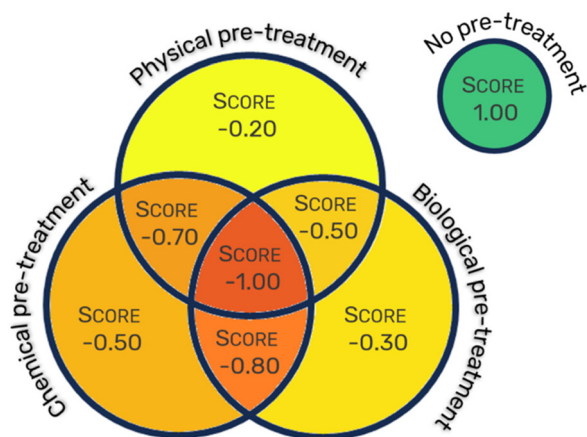 Physical pre-treatment
No pre-treatment
SCORE
1.00
SCORE
-0.20
Chemical pre-treatment
Biological pre-treatment
SCORE
-0.70
SCORE
-0.50
SCORE
-1.00
SCORE
-0.50
SCORE
-0.80
SCORE
-0.30